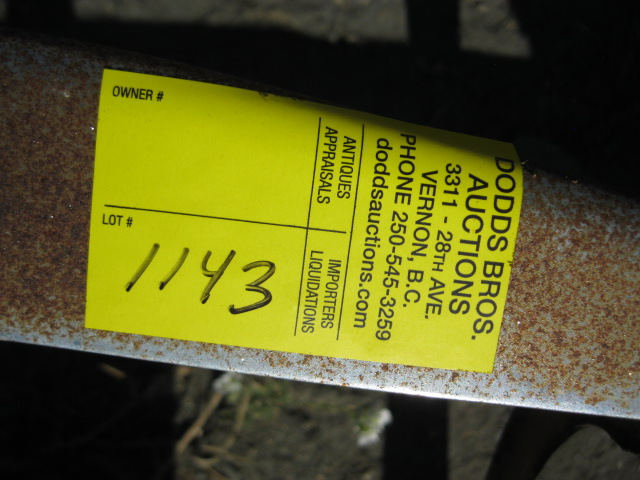 OWNER #
LOT #
1143
DODDS BROS.
AUCTIONS
3311 - 28TH AVE.
VERNON, B.C.
PHONE 250-545-3259
doddsauctions.com
ANTIQUES
APPRAISALS
IMPORTERS
LIQUIDATIONS